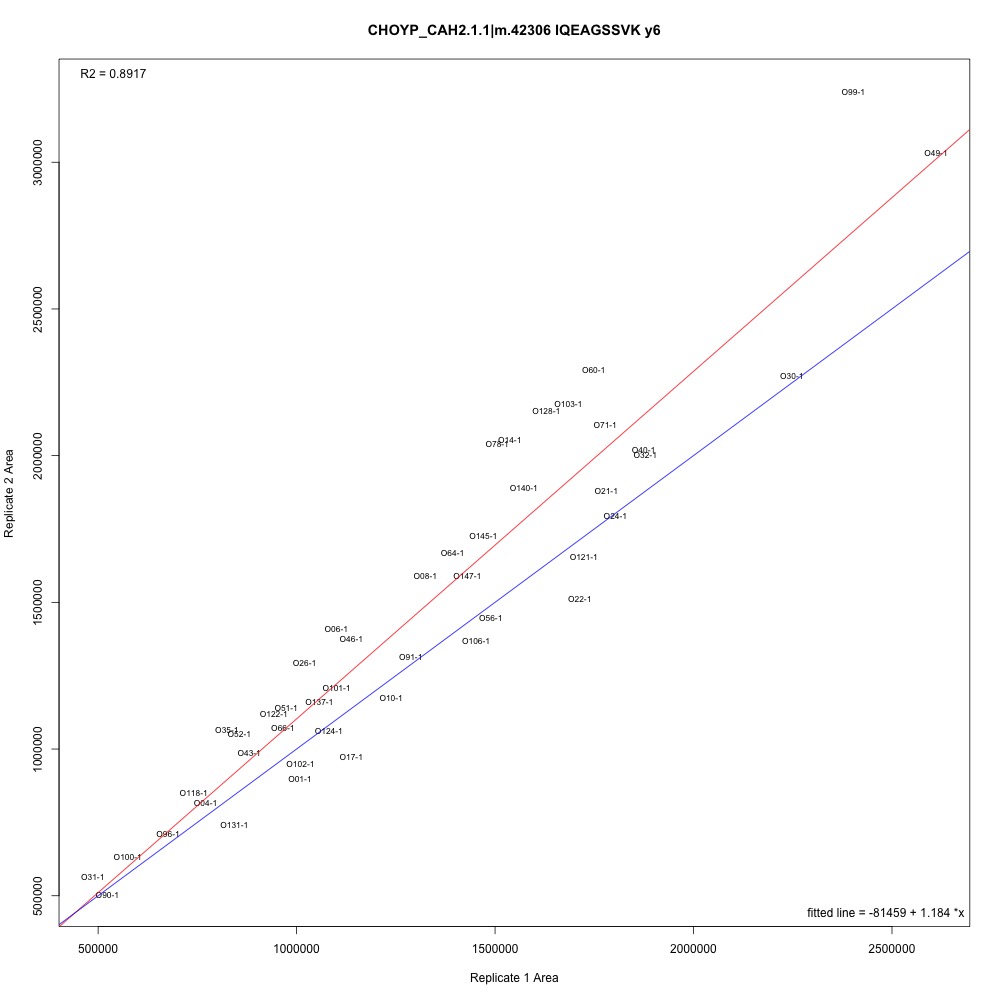 CHOYP_CAH2.1.1|m.42306 IQEAGSSVK y6
R2 = 0.8917
O99-1
O49-1
O60-1
O30-1
O103-1
O128-1
O71-1
O14-1
O78-1
O40-1
O32-1
O140-1
O21-1
O24-1
O145-1
O64-1
O121-1
O08-1
O147-1
O22-1
O56-1
O06-1
O46-1
O106-1
O91-1
O26-1
O101-1
O10-1
O137-1
O51-1
O122-1
O66-1
O35-1
O52-1
O124-1
O43-1
O17-1
O102-1
O01-1
O118-1
O04-1
O131-1
O96-1
O100-1
O31-1
O90-1
fitted line = -81459 + 1.184 *x
3000000
2500000
2000000
1500000
1000000
500000
Replicate 2 Area
500000
1000000
1500000
2000000
2500000
Replicate 1 Area